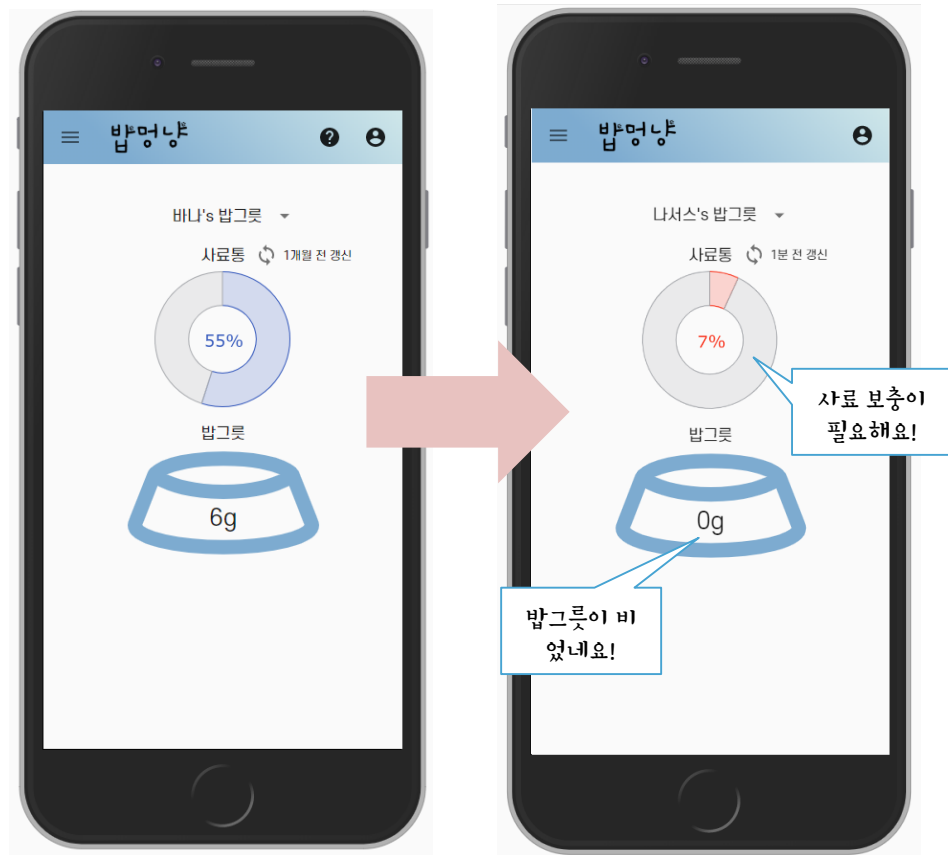 밥멍냥
바나's 밥그릇
사료통 1개월 전 갱신
55%
밥그릇
6g
밥멍냥
나서스's 밥그릇
사료통 1분 전 갱신
7%
사료 보충이
필요해요!
밥그릇
0g
밥그릇이 비
었네요!